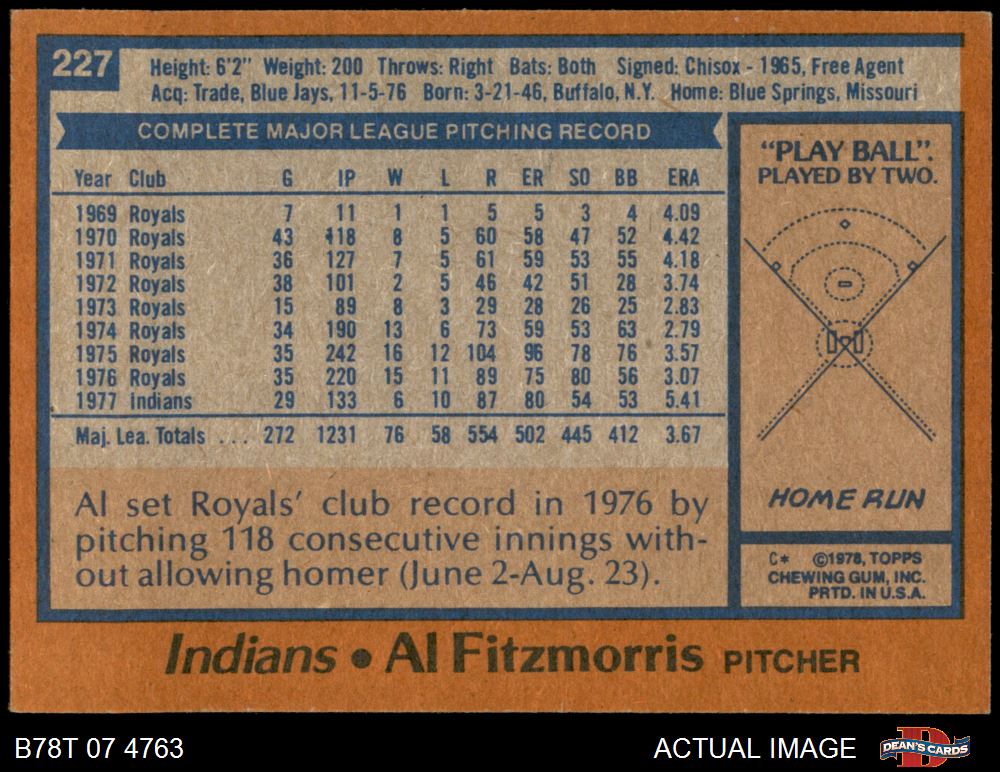 227
Height: 6'2" Weight: 200 Throws: Right Bats: Both Signed: Chisox - 1965, Free Agent
Acq: Trade, Blue Jays, 11-5-76 Born: 3-21-46, Buffalo, N.Y. Home: Blue Springs, Missouri
COMPLETE MAJOR LEAGUE PITCHING RECORD
Year Club G IP W L R ER SO BB ERA
1969 Royals 7 11 1 1 5 5 3 4 4.09
1970 Royals 43 118 8 5 60 58 47 52 4.42
1971 Royals 36 127 7 5 61 59 53 55 4.18
1972 Royals 38 101 2 5 46 42 51 28 3.74
1973 Royals 15 89 8 3 29 28 26 25 2.83
1974 Royals 34 190 13 6 73 59 53 63 2.79
1975 Royals 35 242 16 12 104 96 78 76 3.57
1976 Royals 35 220 15 11 89 75 80 56 3.07
1977 Indians 29 133 6 10 87 80 54 53 5.41
Maj. Lea. Totals ... 272 1231 76 58 554 502 445 412 3.67
Al set Royals' club record in 1976 by
pitching 118 consecutive innings with-
out allowing homer (June 2-Aug. 23).
"PLAY BALL".
PLAYED BY TWO.
HOME RUN
C* ©1978, TOPPS
CHEWING GUM, INC.
PRTD. IN U.S.A.
Indians • Al Fitzmorris PITCHER
B78T 07 4763
ACTUAL IMAGE
D
DEAN'S CARDS